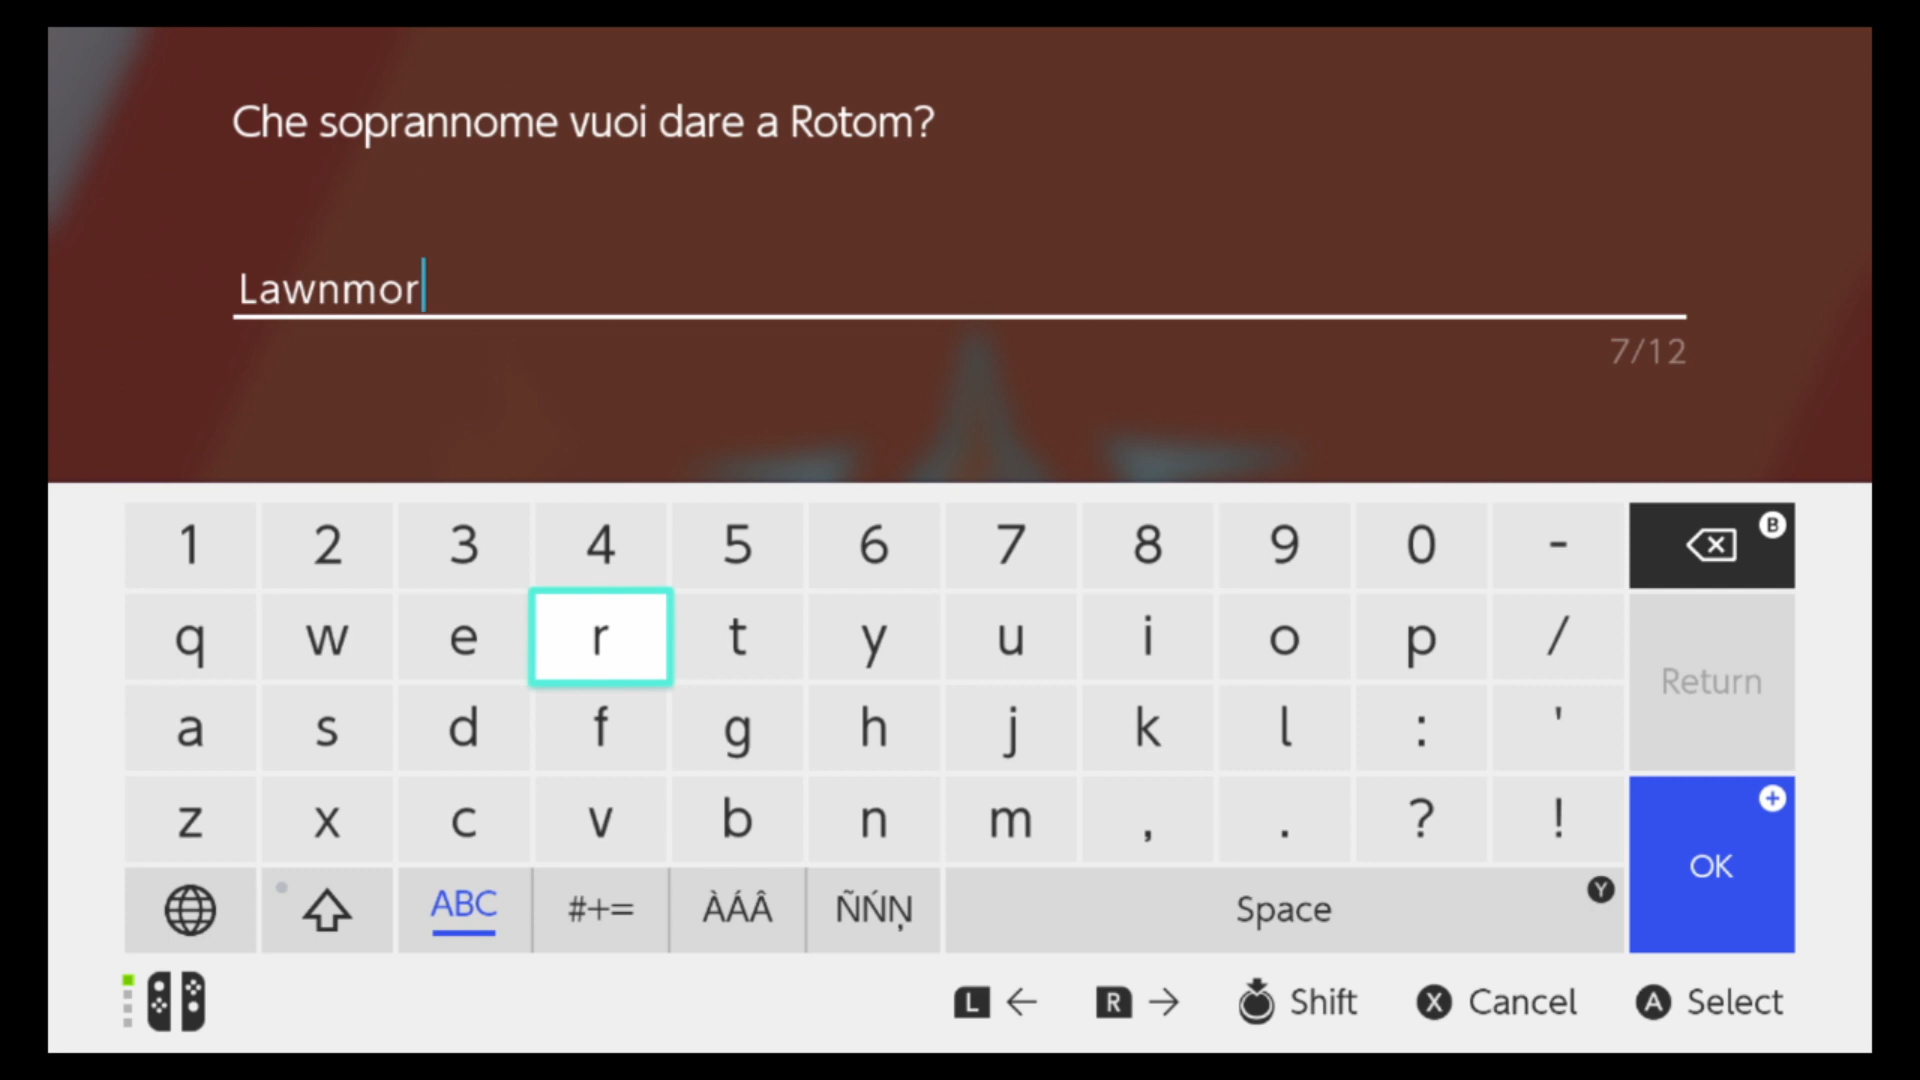 Che soprannome vuoi dare a Rotom?
Lawnmor
7/12
1 2 3 4 5 6 7 8 9 0 - B
q w e r t y u i o p / Return
a s d f g h j k l : '
z x c v b n m , . ? ! + OK
ABC #+= ÀÁÂ ÑŃŅ Space Y
L ← R → Shift X Cancel A Select